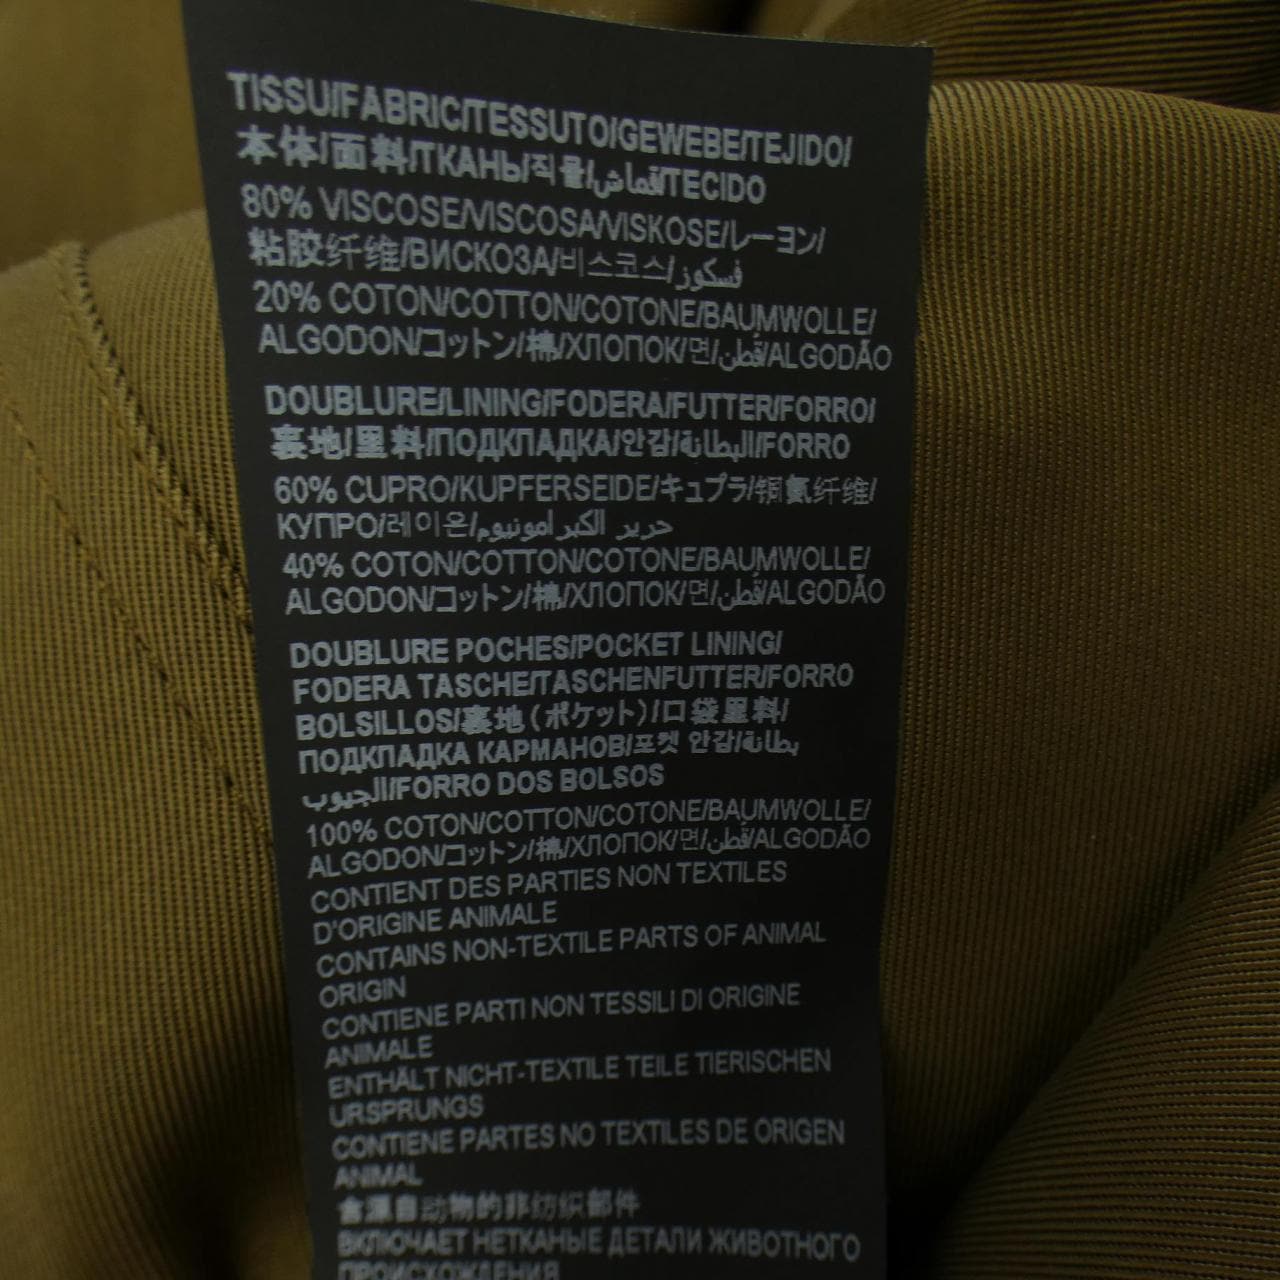 TISSU/FABRIC/TESSUTO/GEWEBE/TEJIDO/
本体/面料/ТКАНЬ/직물/قماش/TECIDO
80% VISCOSE/VISCOSA/VISKOSE/レーヨン/
粘胶纤维/ВИСКОЗА/비스코스/فسكوز
20% COTON/COTTON/COTONE/BAUMWOLLE/
ALGODON/コットン/棉/ХЛОПОК/면/قطن/ALGODÃO
DOUBLURE/LINING/FODERA/FUTTER/FORRO/
裏地/里料/ПОДКЛАДКА/안감/البطانة/FORRO
60% CUPRO/KUPFERSEIDE/キュプラ/铜氨纤维/
КУПРО/레이온/حرير الكبرامونيوم
40% COTON/COTTON/COTONE/BAUMWOLLE/
ALGODON/コットン/棉/ХЛОПОК/면/قطن/ALGODÃO
DOUBLURE POCHES/POCKET LINING/
FODERA TASCHE/TASCHENFUTTER/FORRO
BOLSILLOS/裏地(ポケット)/口袋里料/
ПОДКЛАДКА КАРМАНОВ/포켓 안감/بطانة
الجيوب/FORRO DOS BOLSOS
100% COTON/COTTON/COTONE/BAUMWOLLE/
ALGODON/コットン/棉/ХЛОПОК/면/قطن/ALGODÃO
CONTIENT DES PARTIES NON TEXTILES
D'ORIGINE ANIMALE
CONTAINS NON-TEXTILE PARTS OF ANIMAL
ORIGIN
CONTIENE PARTI NON TESSILI DI ORIGINE
ANIMALE
ENTHÄLT NICHT-TEXTILE TEILE TIERISCHEN
URSPRUNGS
CONTIENE PARTES NO TEXTILES DE ORIGEN
ANIMAL
含源自动物的非纺织部件
ВКЛЮЧАЕТ НЕТКАНЫЕ ДЕТАЛИ ЖИВОТНОГО
ПРОИСХОЖДЕНИЯ